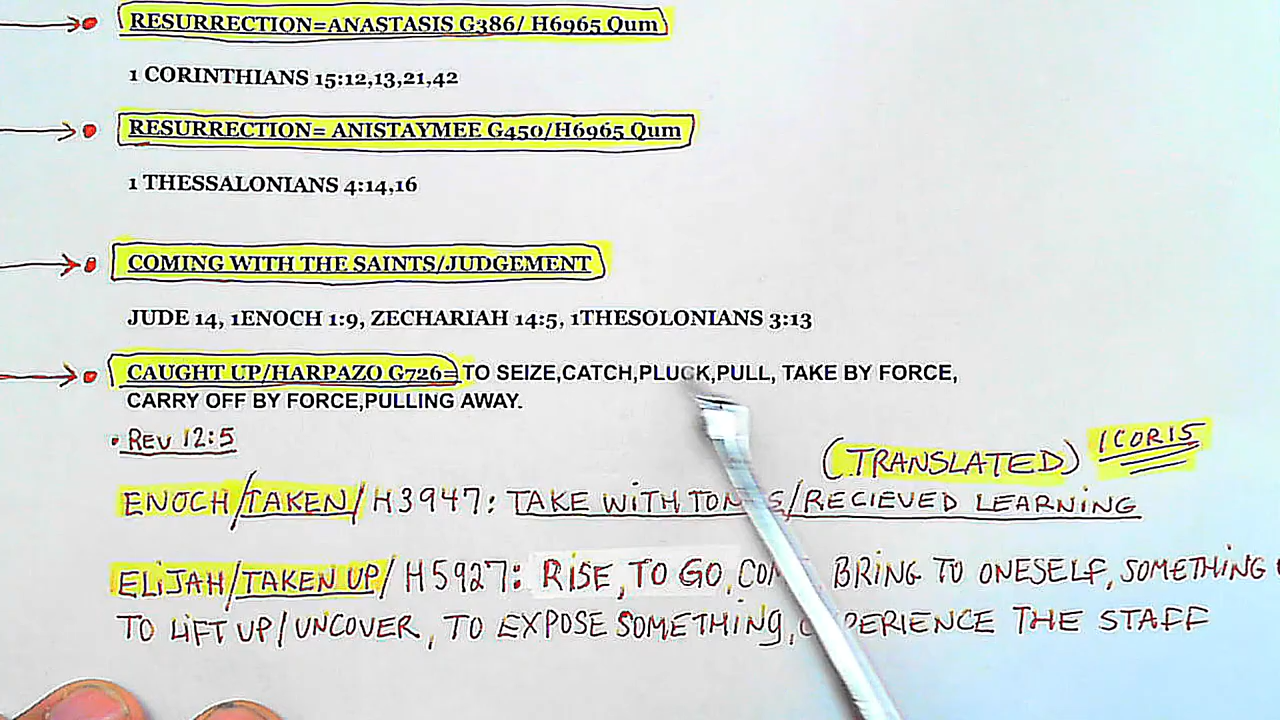 RESURRECTION=ANASTASIS G386/ H6965 Qum
1 CORINTHIANS 15:12,13,21,42
RESURRECTION= ANISTAYMEE G450/H6965 Qum
1 THESSALONIANS 4:14,16
COMING WITH THE SAINTS/JUDGEMENT
JUDE 14, 1ENOCH 1:9, ZECHARIAH 14:5, 1THESOLONIANS 3:13
CAUGHT UP/HARPAZO G726= TO SEIZE,CATCH,PLUCK,PULL, TAKE BY FORCE,
CARRY OFF BY FORCE,PULLING AWAY.
• REV 12:5
(TRANSLATED) 1COR15
ENOCH/TAKEN/H3947: TAKE WITH /RECIEVED LEARNING
ELIJAH/TAKEN UP/H5927: RISE, TO GO, BRING TO ONESELF, SOMETHING
TO LIFT UP/UNCOVER, TO EXPOSE SOMETHING, THE STAFF